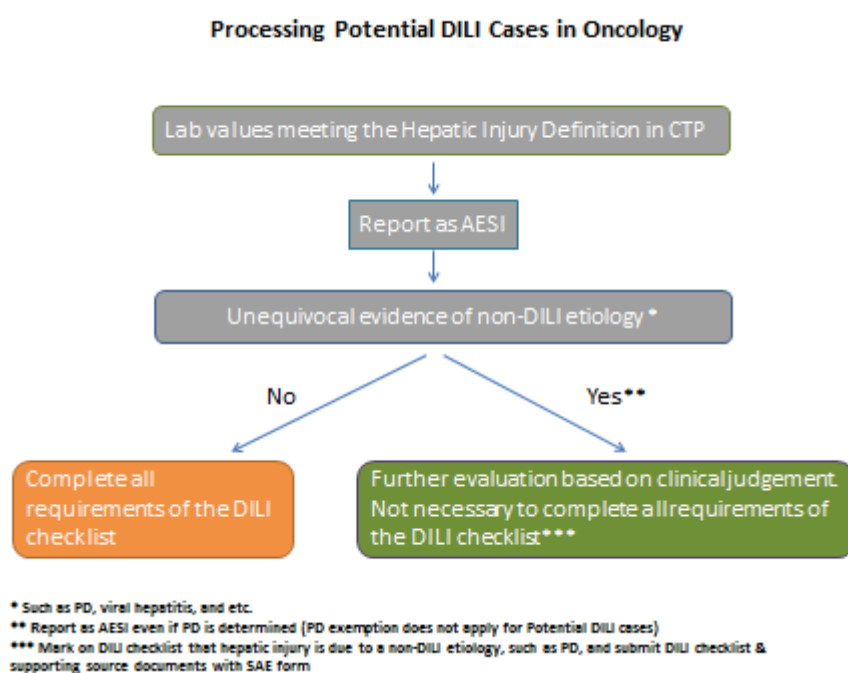 Processing Potential DILI Cases in Oncology
Lab values meeting the Hepatic Injury Definition in CTP
Report as AESI
Unequivocal evidence of non-DILI etiology *
No
Yes**
Complete all
requirements of the DILI
checklist
Further evaluation based on clinical judgement.
Not necessary to complete all requirements of
the DILI checklist***
* Such as PD, viral hepatitis, and etc.
** Report as AESI even if PD is determined (PD exemption does not apply for Potential DILI cases)
*** Mark on DILI checklist that hepatic injury is due to a non-DILI etiology, such as PD, and submit DILI checklist &
supporting source documents with SAE form